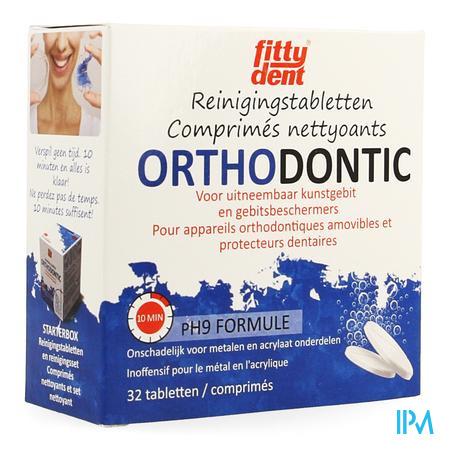 fitty
dent
Reinigingstabletten
Comprimés nettyoants
ORTHODONTIC
Voor uitneembaar kunstgebit
en gebitsbeschermers
Pour appareils orthodontiques amovibles et
protecteurs dentaires
10 MIN
PH9 FORMULE
Onschadelijk voor metalen en acrylaat onderdelen
Inoffensif pour le métal en l'acrylique
32 tabletten / comprimés
Verspil geen tijd. 10
minuten en alles is
klaar!
Ne perdez pas de temps.
10 minutes suffisent!
ORTHODONTIC
STARTERBOX
Reinigingstabletten
en reinigingsset
Comprimés
nettoyants et set
nettoyant
IPM